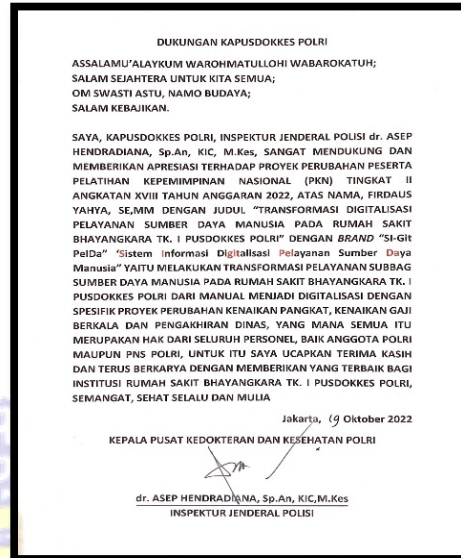 DUKUNGAN KAPUSDOKKES POLRI
ASSALAMU'ALAYKUM WAROHMATULLOHI WABAROKATUH;
SALAM SEJAHTERA UNTUK KITA SEMUA;
OM SWASTI ASTU, NAMO BUDAYA;
SALAM KEBAJIKAN.
SAYA, KAPUSDOKKES POLRI, INSPEKTUR JENDERAL POLISI dr. ASEP
HENDRADIANA, Sp.An, KIC, M.Kes, SANGAT MENDUKUNG DAN
MEMBERIKAN APRESIASI TERHADAP PROYEK PERUBAHAN PESERTA
PELATIHAN KEPEMIMPINAN NASIONAL (PKN) TINGKAT II
ANGKATAN XVIII TAHUN ANGGARAN 2022, ATAS NAMA, FIRDAUS
YAHYA, SE,MM DENGAN JUDUL "TRANSFORMASI DIGITALISASI
PELAYANAN SUMBER DAYA MANUSIA PADA RUMAH SAKIT
BHAYANGKARA TK. I PUSDOKKES POLRI" DENGAN BRAND "SI-Git
PelDa" 'Sistem Informasi Digitalisasi Pelayanan Sumber Daya
Manusia" YAITU MELAKUKAN TRANSFORMASI PELAYANAN SUBBAG
SUMBER DAYA MANUSIA PADA RUMAH SAKIT BHAYANGKARA TK. I
PUSDOKKES POLRI DARI MANUAL MENJADI DIGITALISASI DENGAN
SPESIFIK PROYEK PERUBAHAN KENAIKAN PANGKAT, KENAIKAN GAJI
BERKALA DAN PENGAKHIRAN DINAS, YANG MANA SEMUA ITU
MERUPAKAN HAK DARI SELURUH PERSONEL, BAIK ANGGOTA POLRI
MAUPUN PNS POLRI, UNTUK ITU SAYA UCAPKAN TERIMA KASIH
DAN TERUS BERKARYA DENGAN MEMBERIKAN YANG TERBAIK BAGI
INSTITUSI RUMAH SAKIT BHAYANGKARA TK. I PUSDOKKES POLRI,
SEMANGAT, SEHAT SELALU DAN MULIA
Jakarta, 19 Oktober 2022
KEPALA PUSAT KEDOKTERAN DAN KESEHATAN POLRI
dr. ASEP HENDRADIANA, Sp.An, KIC,M.Kes
INSPEKTUR JENDERAL POLISI